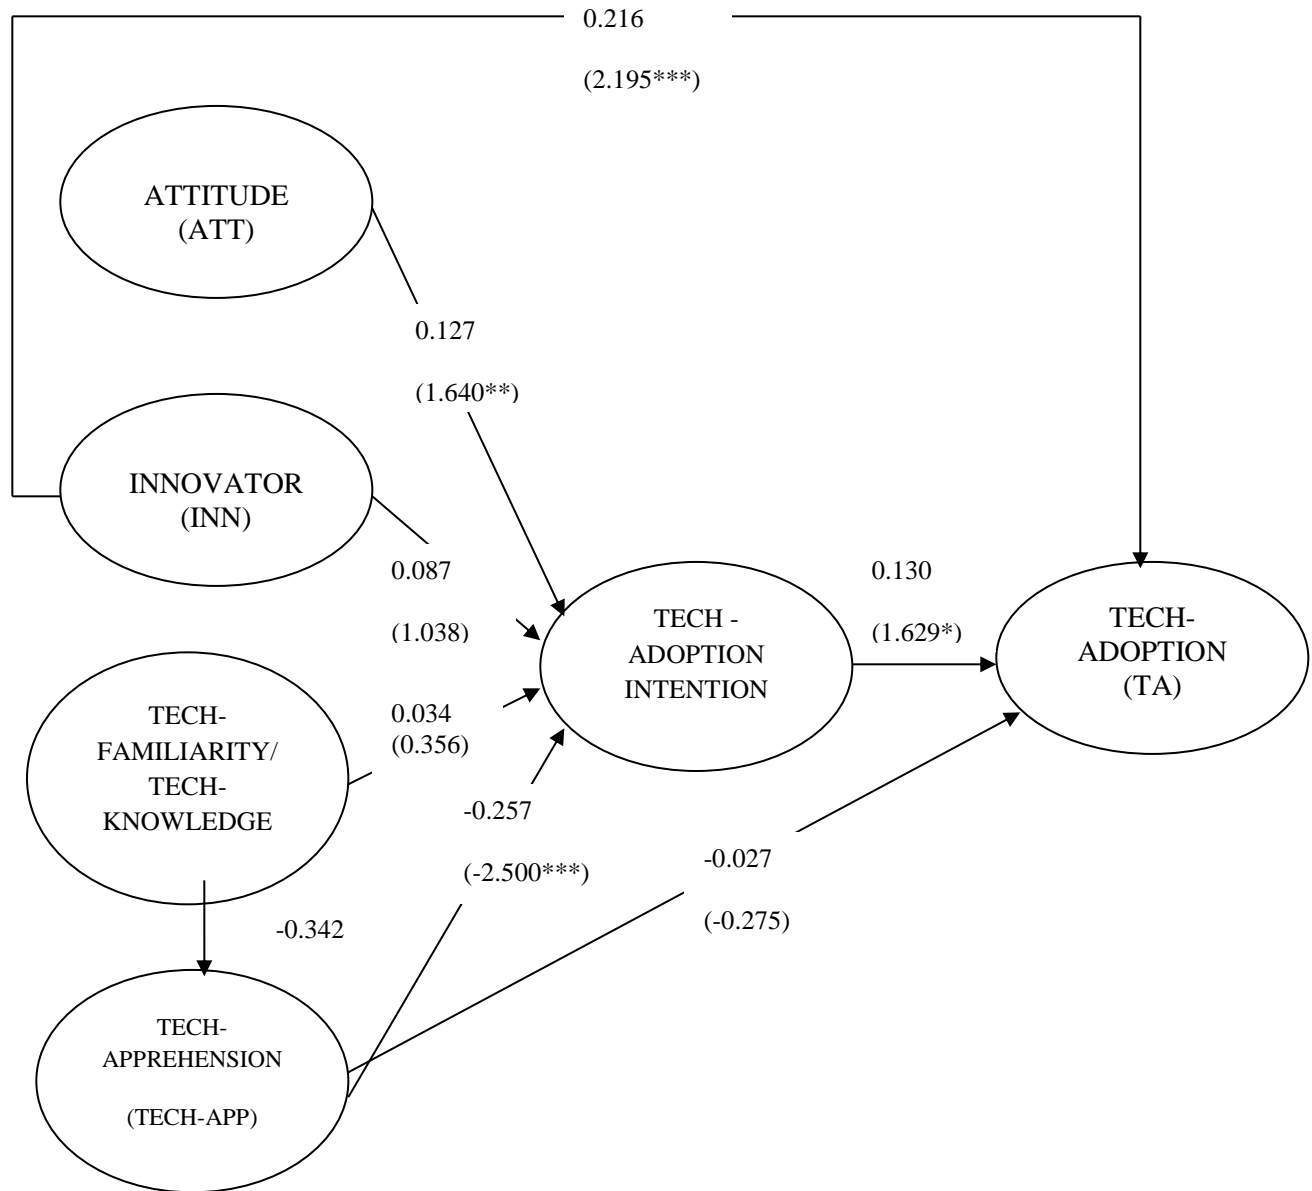 0.216
(2.195***)
ATTITUDE
(ATT)
0.127
(1.640**)
INNOVATOR
(INN)
0.087
(1.038)
0.130
(1.629*)
TECH -
ADOPTION
INTENTION
TECH-
ADOPTION
(TA)
TECH-
FAMILIARITY/
TECH-
KNOWLEDGE
0.034
(0.356)
-0.257
(-2.500***)
-0.027
(-0.275)
-0.342
TECH-
APPREHENSION
(TECH-APP)